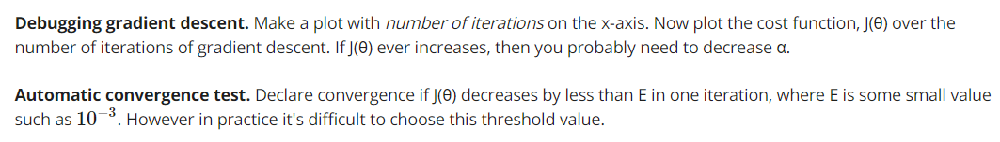 Debugging gradient descent. Make a plot with number of iterations on the x-axis. Now plot the cost function, J(θ) over the
number of iterations of gradient descent. If J(θ) ever increases, then you probably need to decrease α.
Automatic convergence test. Declare convergence if J(θ) decreases by less than E in one iteration, where E is some small value
such as 10⁻³. However in practice it's difficult to choose this threshold value.